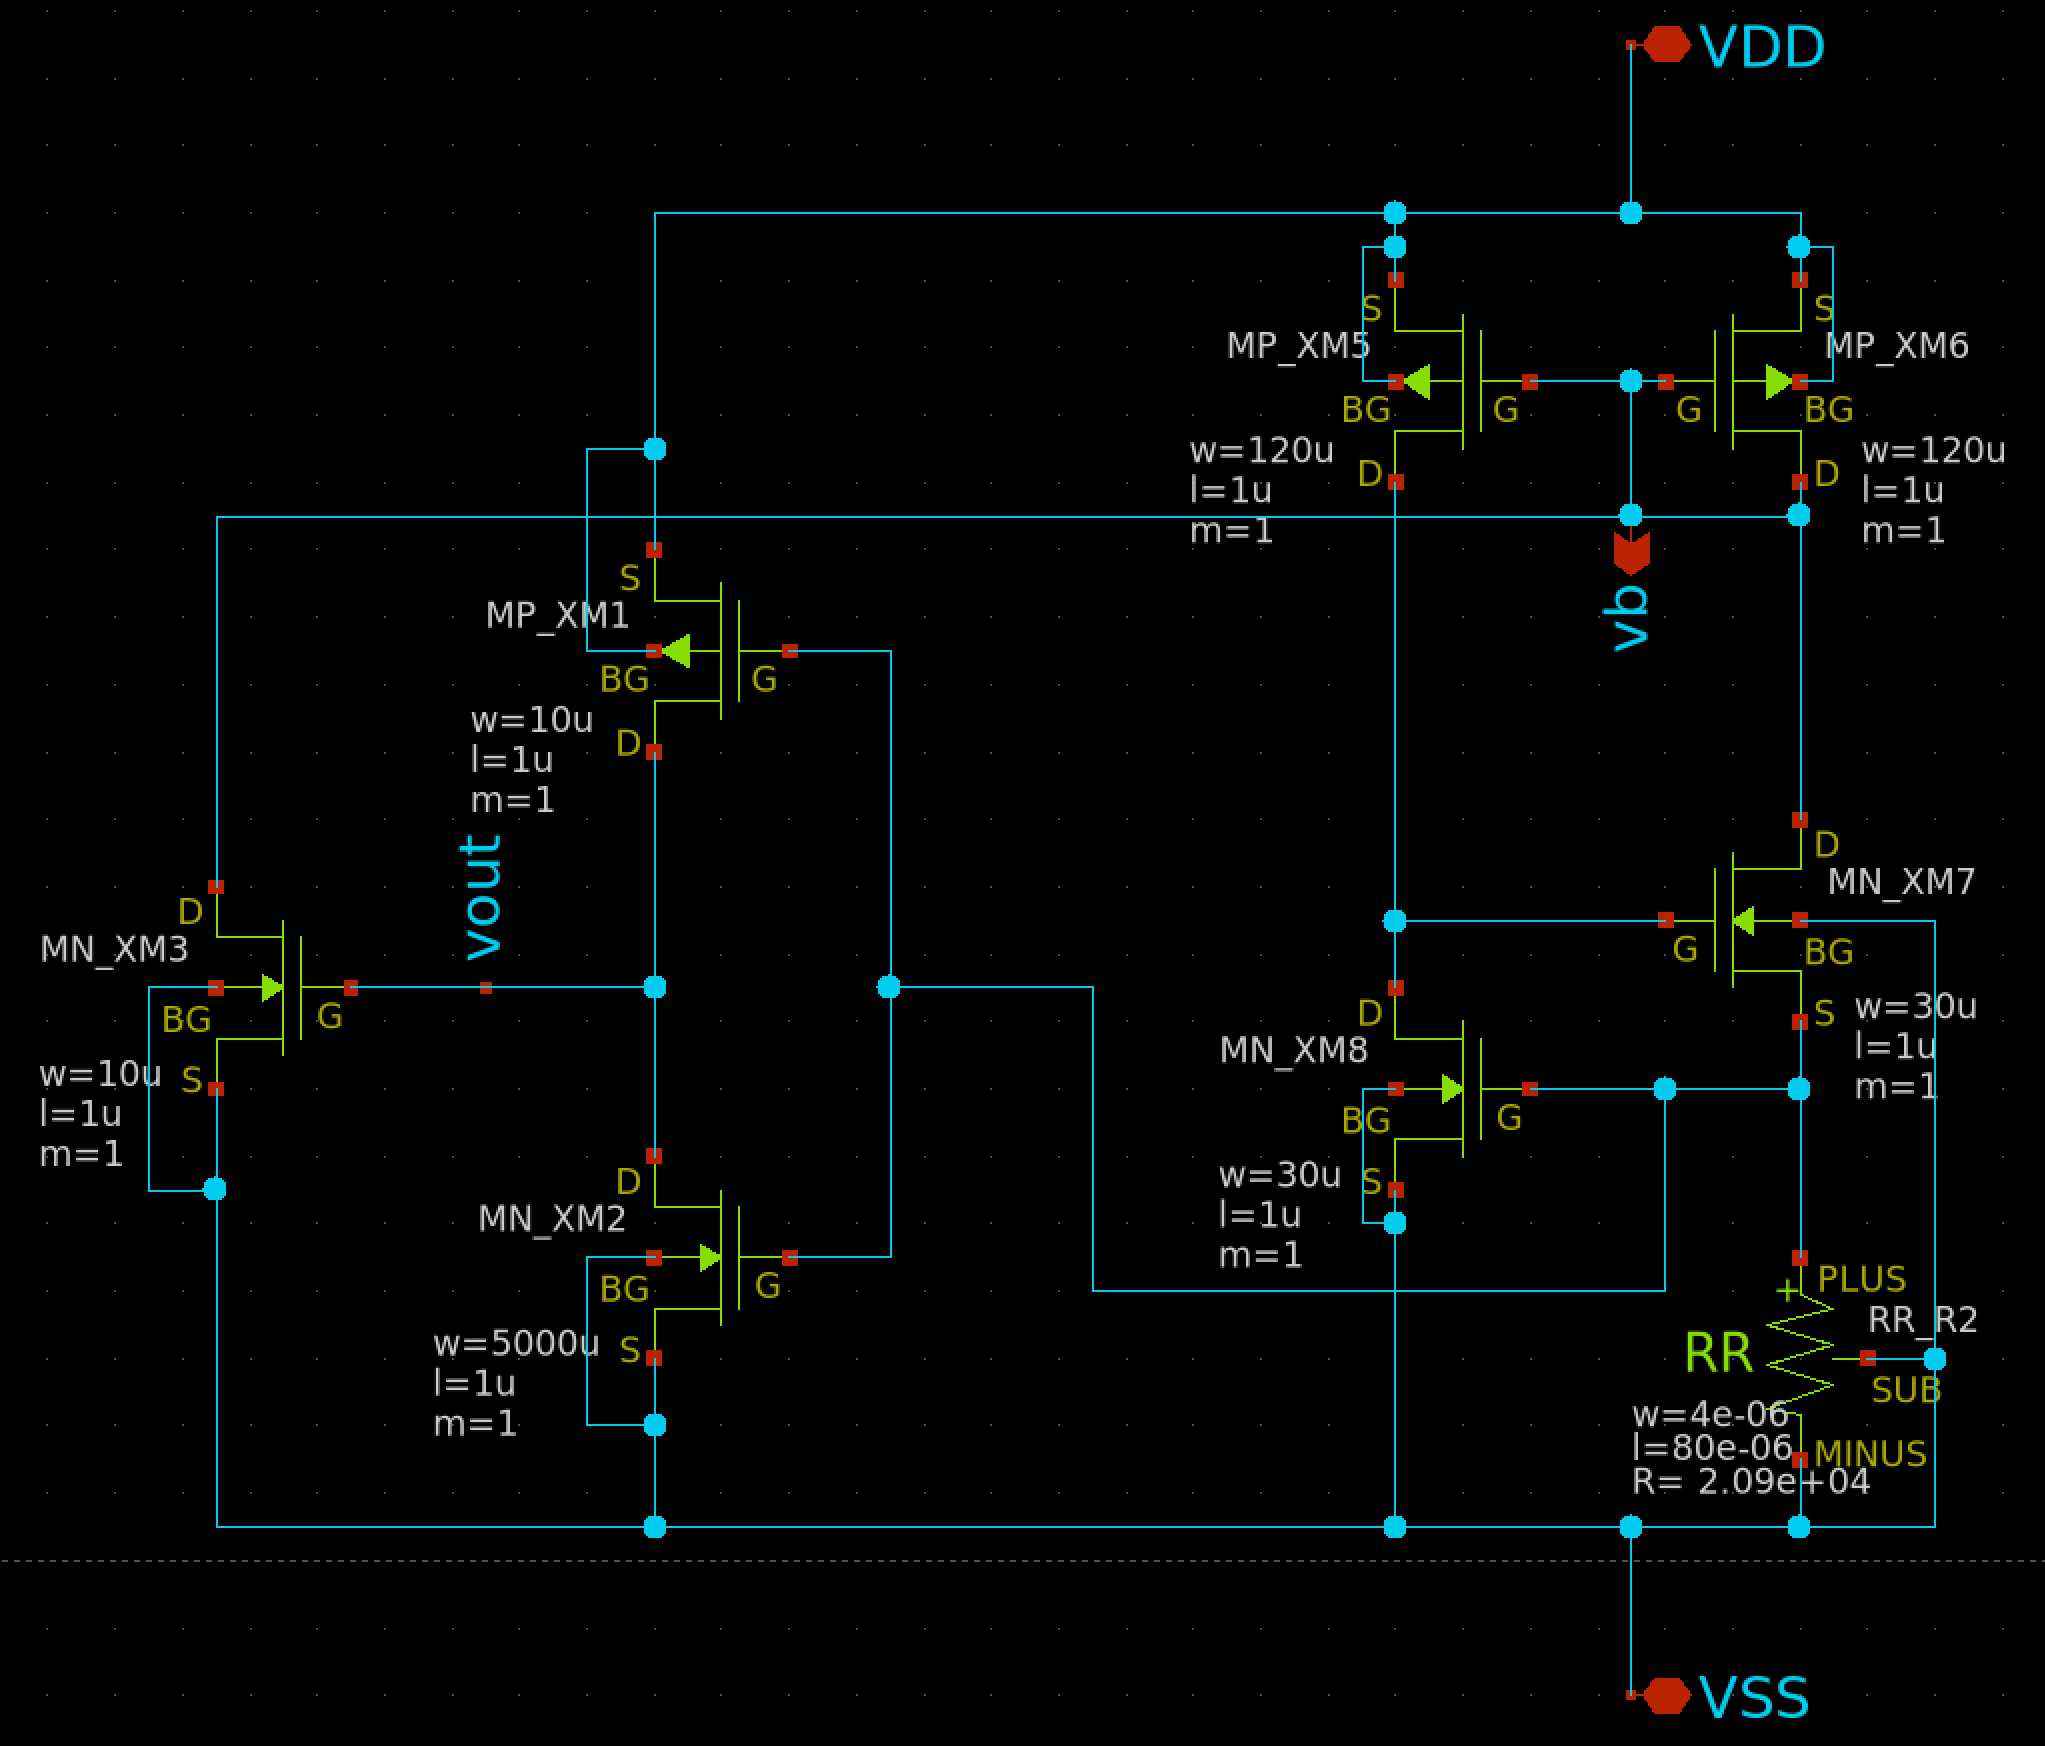 VDD
S
S
MP_XM5
MP_XM6
BG
G
G
BG
w=120u
l=1u
m=1
D
D
w=120u
l=1u
m=1
vb
S
MP_XM1
BG
G
w=10u
l=1u
m=1
D
vout
D
MN_XM3
BG
G
w=10u
l=1u
m=1
S
D
MN_XM7
G
BG
S
w=30u
l=1u
m=1
D
MN_XM8
BG
G
w=30u
l=1u
m=1
S
D
MN_XM2
BG
G
w=5000u
l=1u
m=1
S
+
PLUS
RR_R2
RR
SUB
w=4e-06
l=80e-06
R= 2.09e+04
MINUS
VSS